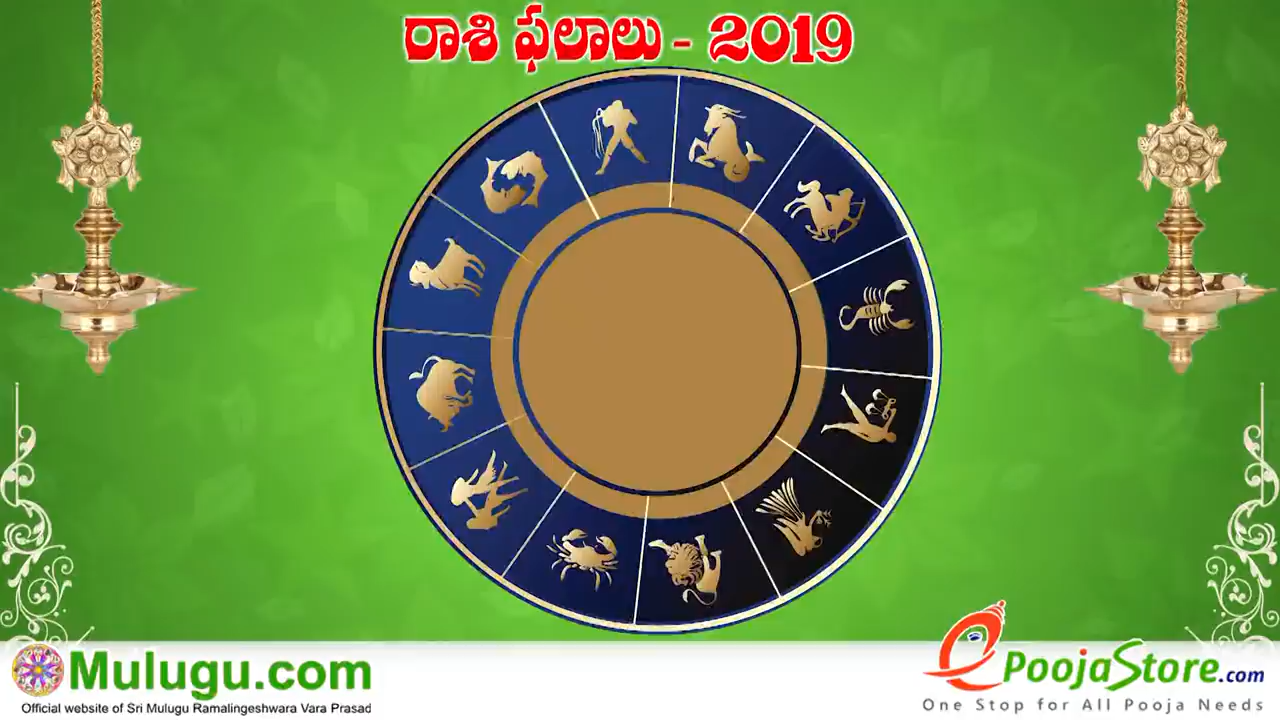 రాశి ఫలాలు - 2019
Mulugu.com
Official website of Sri Mulugu Ramalingeshwara Vara Prasad
ePoojaStore.com
One Stop for All Pooja Needs